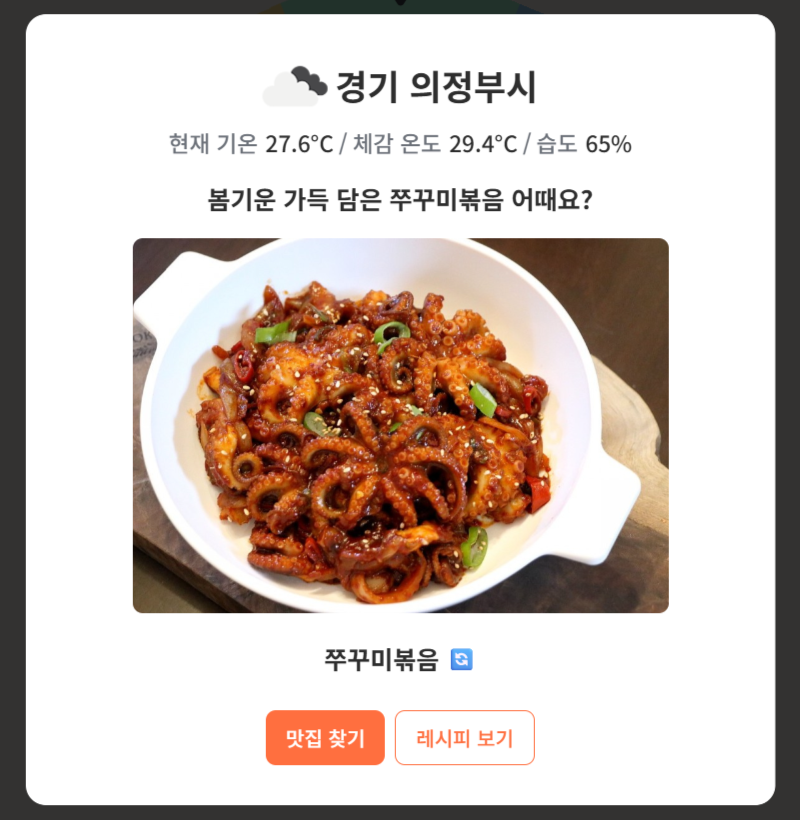 경기 의정부시
현재 기온 27.6°C / 체감 온도 29.4°C / 습도 65%
봄기운 가득 담은 쭈꾸미볶음 어때요?
쭈꾸미볶음
맛집 찾기
레시피 보기